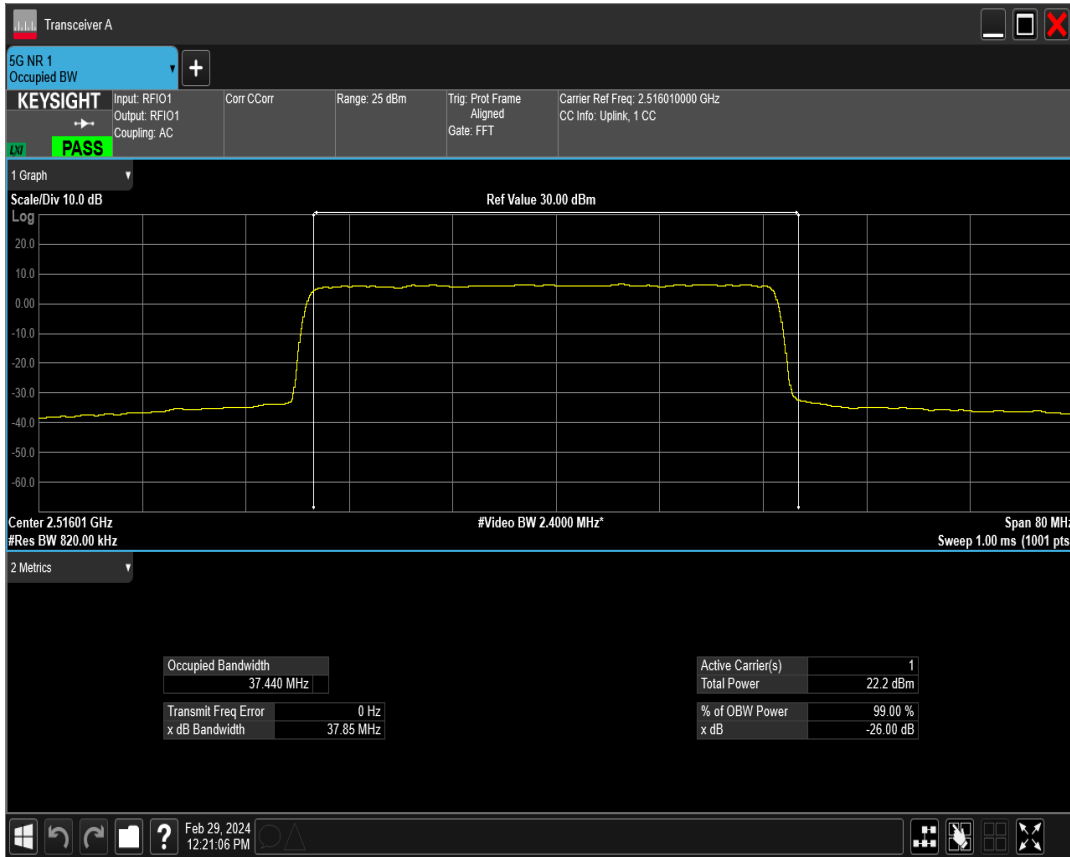 Transceiver A
5G NR 1
Occupied BW
KEYSIGHT
LXI
PASS
Input: RFIO1
Output: RFIO1
Coupling: AC
Corr CCorr
Range: 25 dBm
Trig: Prot Frame
Aligned
Gate: FFT
Carrier Ref Freq: 2.516010000 GHz
CC Info: Uplink, 1 CC
1 Graph
Scale/Div 10.0 dB
Ref Value 30.00 dBm
Log
20.0
10.0
0.00
-10.0
-20.0
-30.0
-40.0
-50.0
-60.0
Center 2.51601 GHz
#Video BW 2.4000 MHz*
Span 80 MHz
#Res BW 820.00 kHz
Sweep 1.00 ms (1001 pts
2 Metrics
Occupied Bandwidth
37.440 MHz
Transmit Freq Error 0 Hz
x dB Bandwidth 37.85 MHz
Active Carrier(s) 1
Total Power 22.2 dBm
% of OBW Power 99.00 %
x dB -26.00 dB
?
Feb 29, 2024
12:21:06 PM